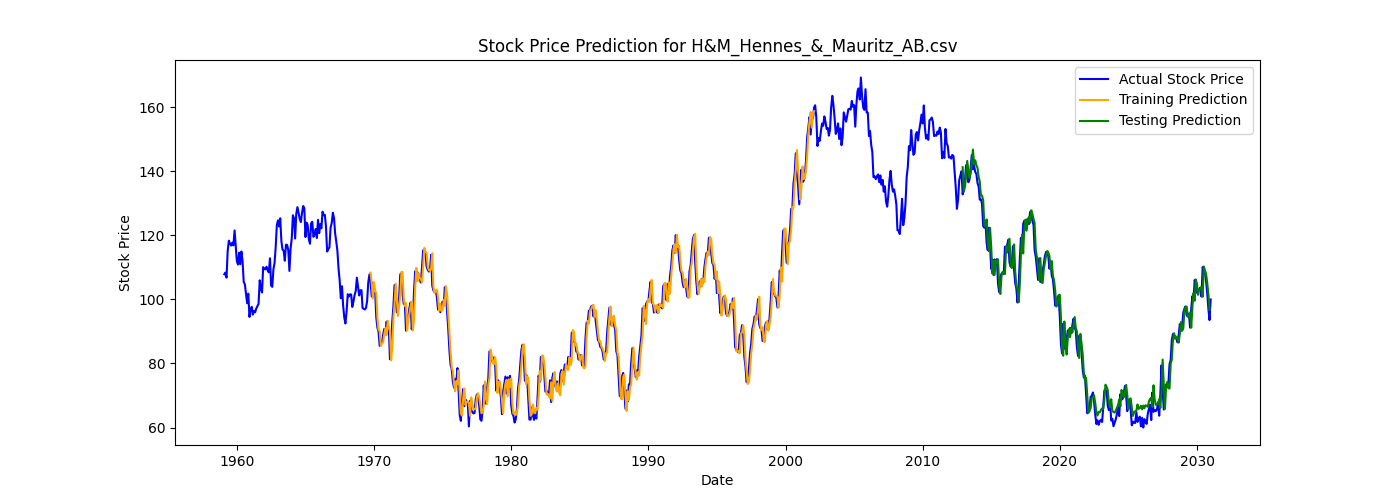 Stock Price Prediction for H&M_Hennes_&_Mauritz_AB.csv
Actual Stock Price
Training Prediction
Testing Prediction
Stock Price
160
140
120
100
80
60
1960 1970 1980 1990 2000 2010 2020 2030
Date